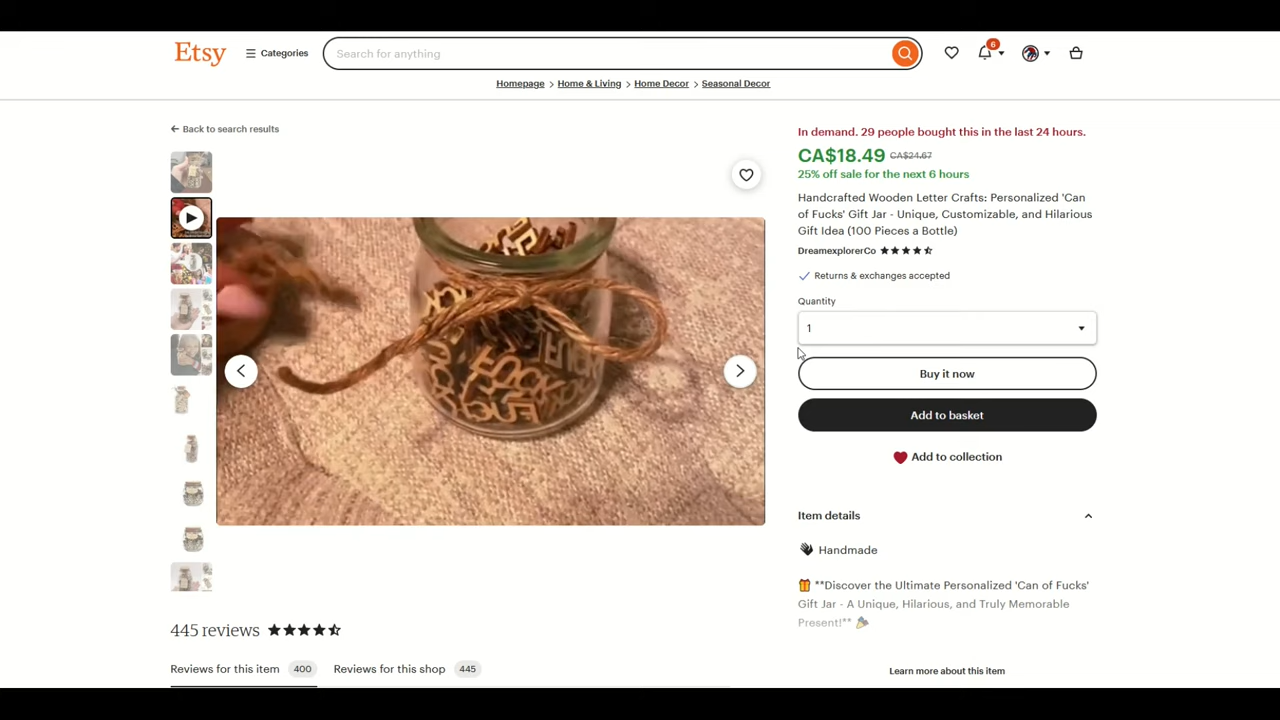 Etsy
Categories
Search for anything
6
Homepage > Home & Living > Home Decor > Seasonal Decor
Back to search results
In demand. 29 people bought this in the last 24 hours.
CA$18.49 CA$24.67
25% off sale for the next 6 hours
Handcrafted Wooden Letter Crafts: Personalized 'Can
of Fucks' Gift Jar - Unique, Customizable, and Hilarious
Gift Idea (100 Pieces a Bottle)
DreamexplorerCo
Returns & exchanges accepted
Quantity
1
Buy it now
Add to basket
Add to collection
Item details
Handmade
**Discover the Ultimate Personalized 'Can of Fucks'
Gift Jar - A Unique, Hilarious, and Truly Memorable
Present!**
Learn more about this item
445 reviews
Reviews for this item 400
Reviews for this shop 445